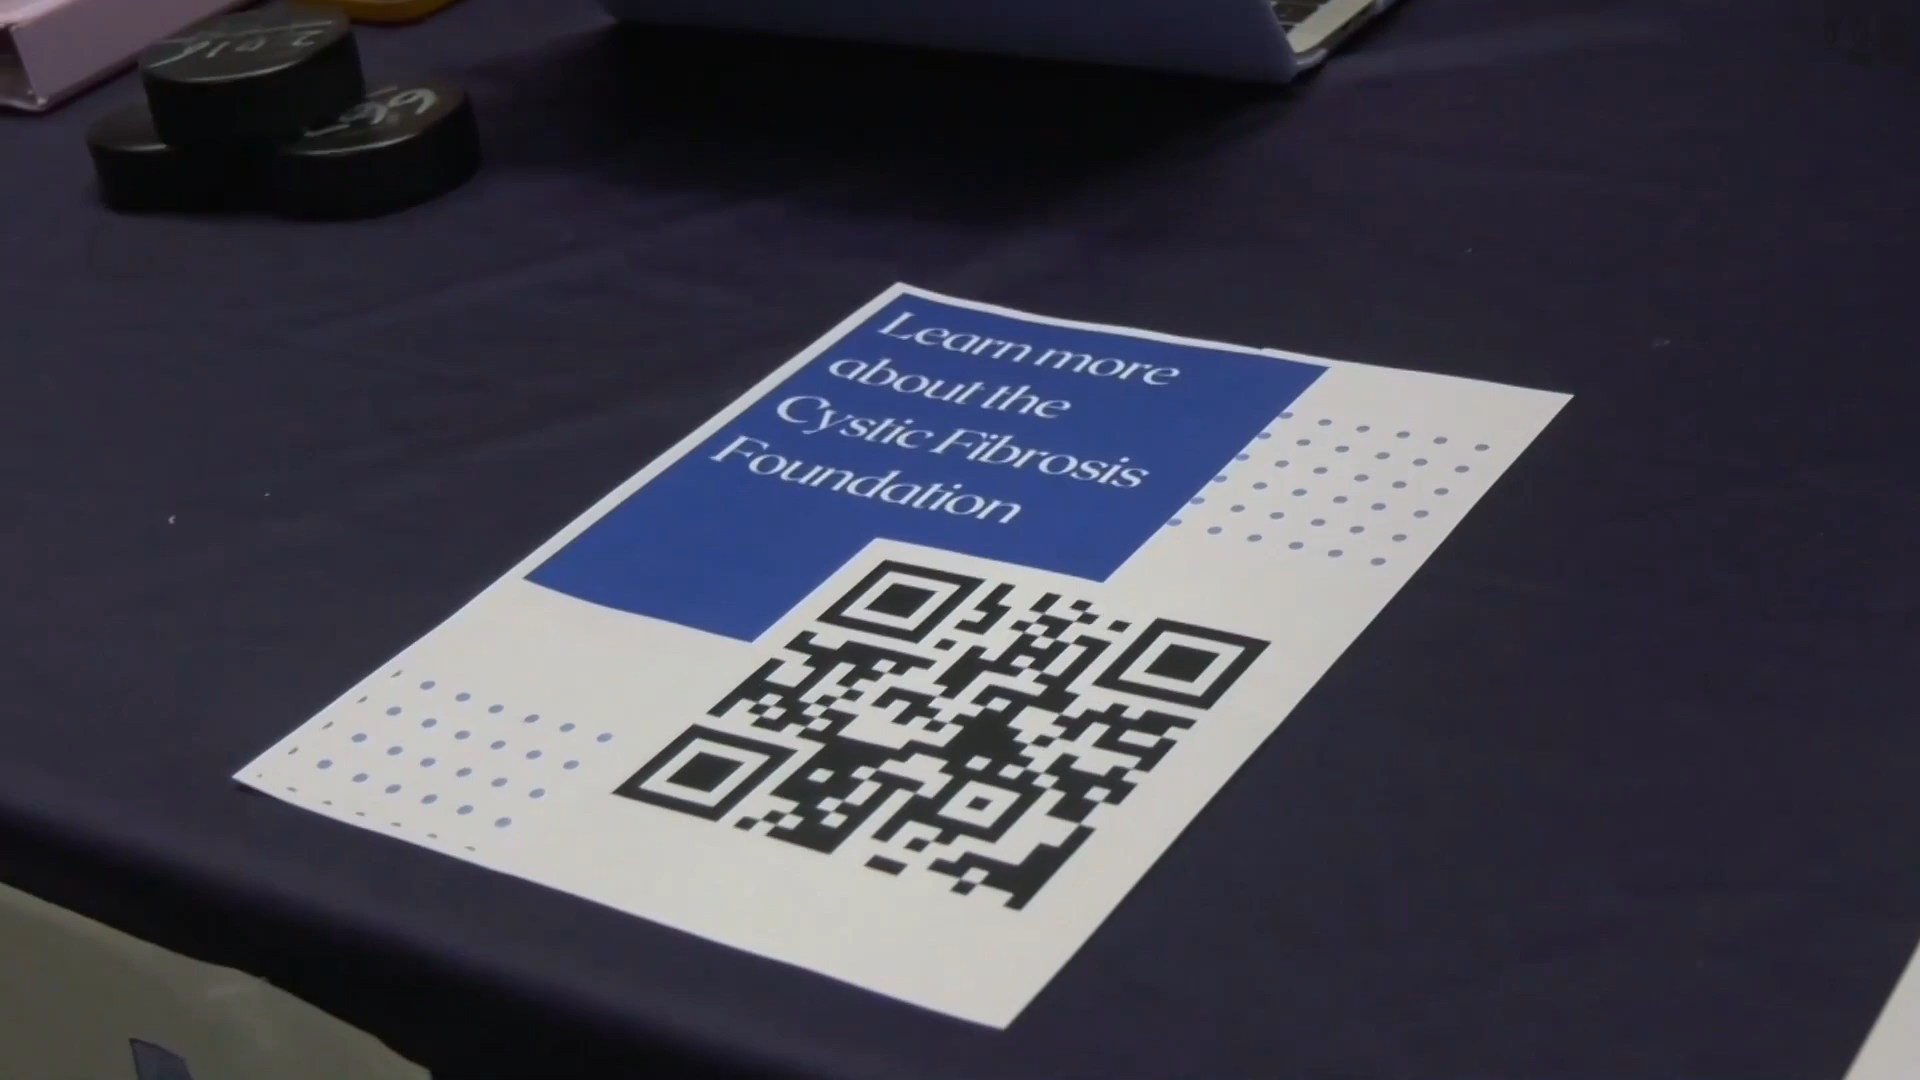 Learn more
about the
Cystic Fibrosis
Foundation